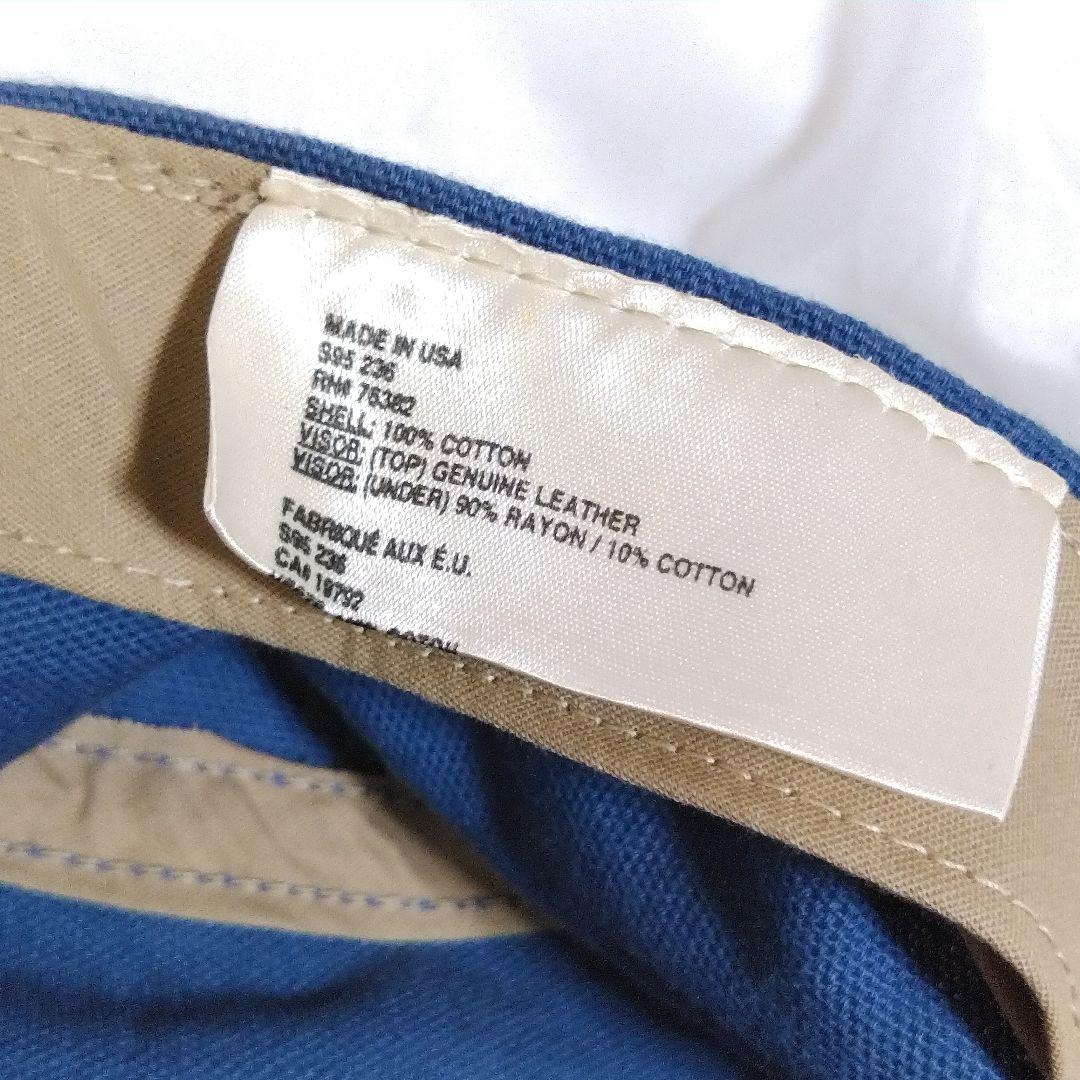 MADE IN USA
S95 236
RN# 76382
SHELL: 100% COTTON
VISOR: (TOP) GENUINE LEATHER
VISOR: (UNDER) 90% RAYON / 10% COTTON
FABRIQUÉ AUX É.U.
S95 236
CA# 19792